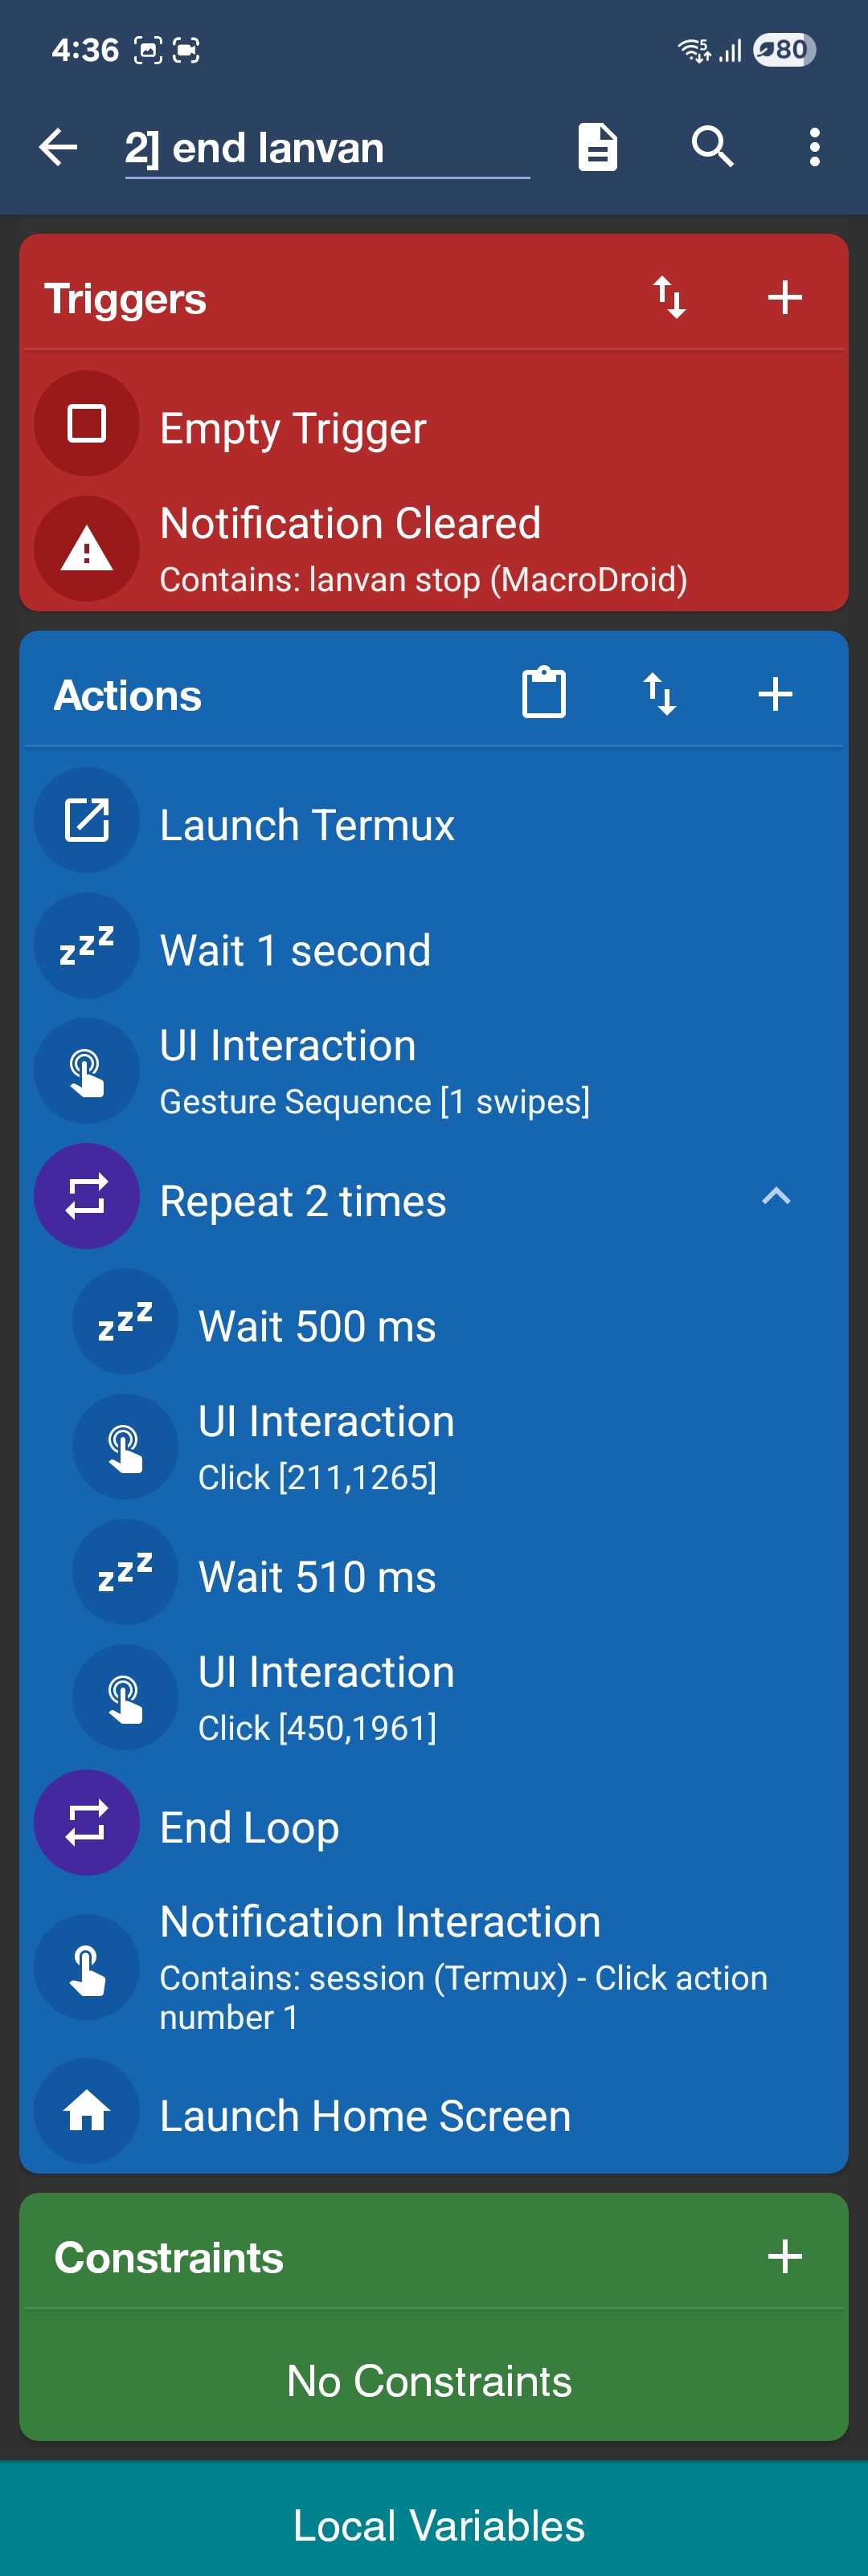 4:36
5
80
2] end lanvan
Triggers
Empty Trigger
Notification Cleared
Contains: lanvan stop (MacroDroid)
Actions
Launch Termux
Wait 1 second
UI Interaction
Gesture Sequence [1 swipes]
Repeat 2 times
Wait 500 ms
UI Interaction
Click [211,1265]
Wait 510 ms
UI Interaction
Click [450,1961]
End Loop
Notification Interaction
Contains: session (Termux) - Click action
number 1
Launch Home Screen
Constraints
No Constraints
Local Variables